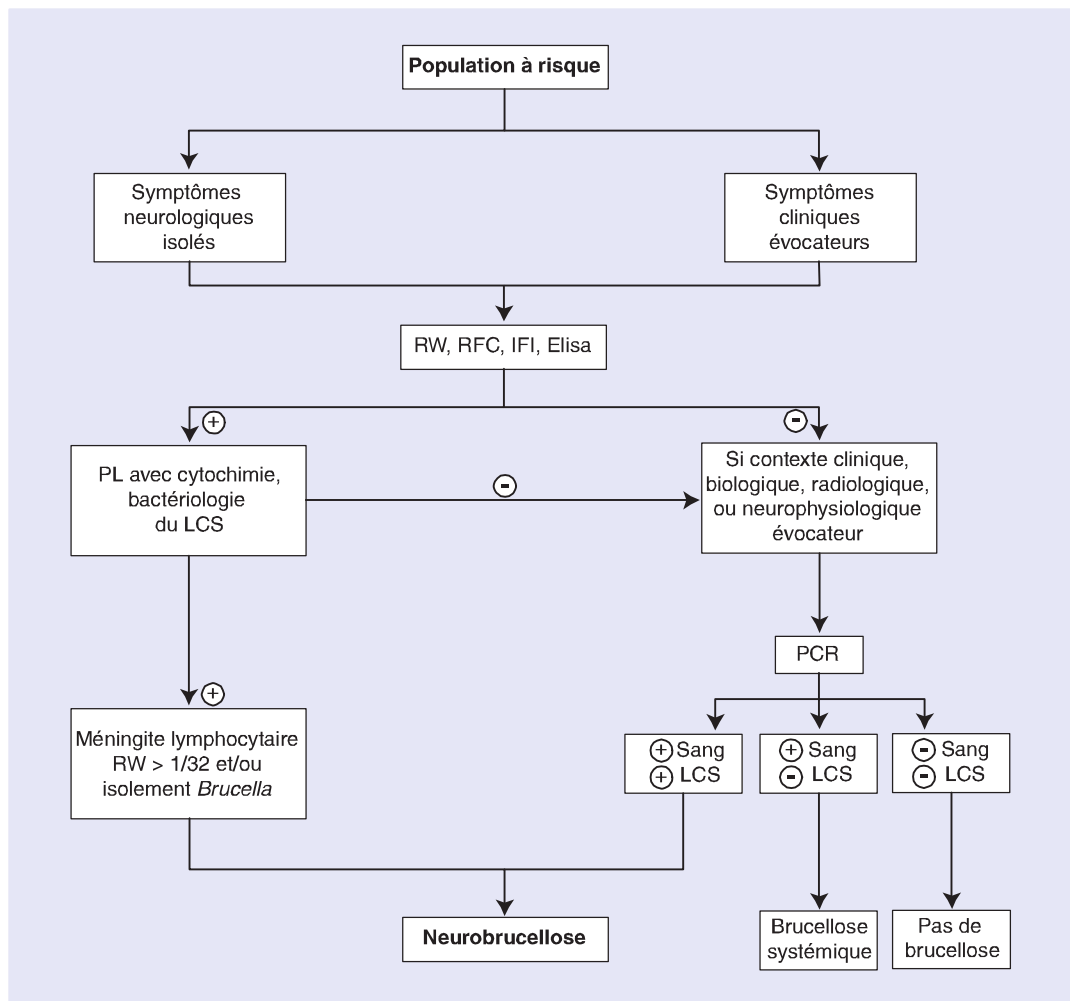 Population à risque
Symptômes
neurologiques
isolés
Symptômes
cliniques
évocateurs
RW, RFC, IFI, Elisa
+
-
PL avec cytochimie,
bactériologie
du LCS
-
Si contexte clinique,
biologique, radiologique,
ou neurophysiologique
évocateur
PCR
+
Méningite lymphocytaire
RW > 1/32 et/ou
isolement Brucella
+ Sang
+ LCS
+ Sang
- LCS
- Sang
- LCS
Neurobrucellose
Brucellose
systémique
Pas de
brucellose